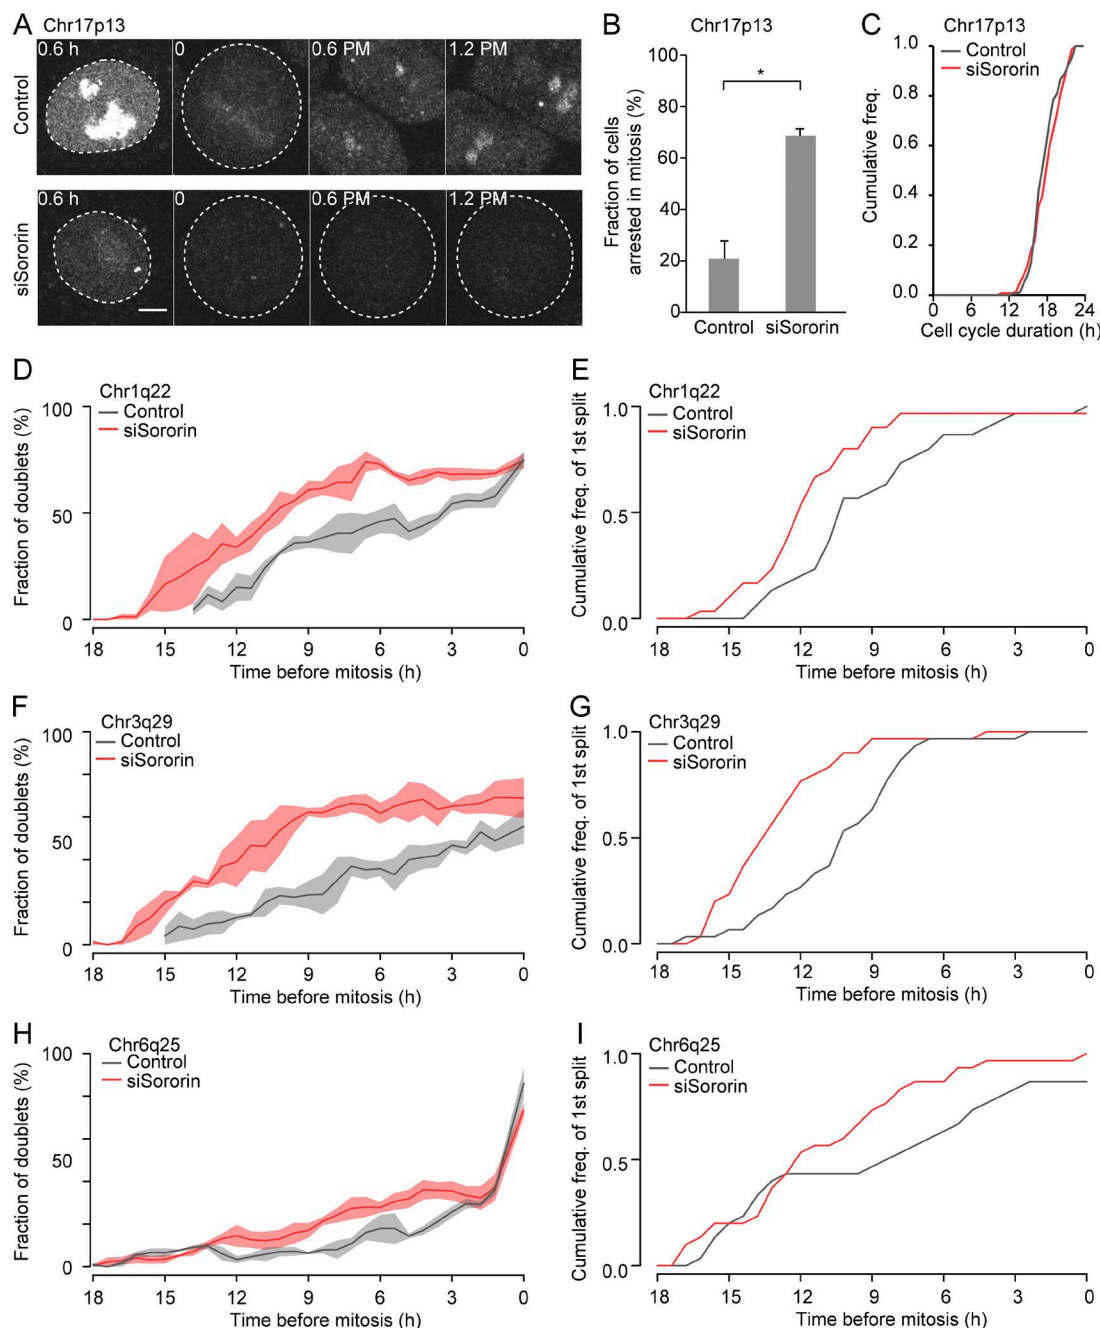 A
Chr17p13
Control
0.6 h
0
0.6 PM
1.2 PM
siSororin
0.6 h
0
0.6 PM
1.2 PM
B
Chr17p13
Fraction of cells
arrested in mitosis (%)
100
80
60
40
20
0
*
Control
siSororin
C
Chr17p13
Control
siSororin
Cumulative freq.
1.0
0.8
0.6
0.4
0.2
0.0
0 6 12 18 24
Cell cycle duration (h)
D
Chr1q22
Control
siSororin
Fraction of doublets (%)
100
50
0
18 15 12 9 6 3 0
Time before mitosis (h)
E
Chr1q22
Control
siSororin
Cumulative freq. of 1st split
1.0
0.5
0.0
18 15 12 9 6 3 0
Time before mitosis (h)
F
Chr3q29
Control
siSororin
Fraction of doublets (%)
100
50
0
18 15 12 9 6 3 0
Time before mitosis (h)
G
Chr3q29
Control
siSororin
Cumulative freq. of 1st split
1.0
0.5
0.0
18 15 12 9 6 3 0
Time before mitosis (h)
H
Chr6q25
Control
siSororin
Fraction of doublets (%)
100
50
0
18 15 12 9 6 3 0
Time before mitosis (h)
I
Chr6q25
Control
siSororin
Cumulative freq. of 1st split
1.0
0.5
0.0
18 15 12 9 6 3 0
Time before mitosis (h)